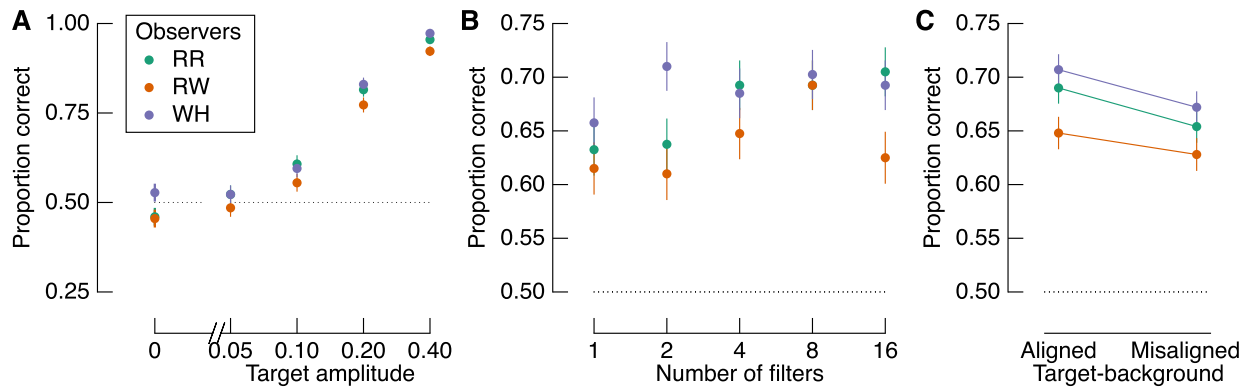 A
Proportion correct
1.00
0.75
0.50
0.25
Observers
RR
RW
WH
0 0.05 0.10 0.20 0.40
Target amplitude
B
Proportion correct
0.75
0.70
0.65
0.60
0.55
0.50
1 2 4 8 16
Number of filters
C
Proportion correct
0.75
0.70
0.65
0.60
0.55
0.50
Aligned Misaligned
Target-background